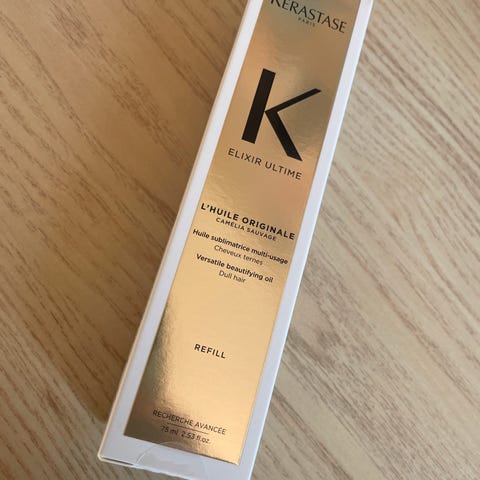 KÉRASTASE
PARIS
K
ELIXIR ULTIME
L'HUILE ORIGINALE
CAMÉLIA SAUVAGE
Huile sublimatrice multi-usage
Cheveux ternes
Versatile beautifying oil
Dull hair
REFILL
RECHERCHE AVANCÉE
75 ml 2.53 fl.oz.